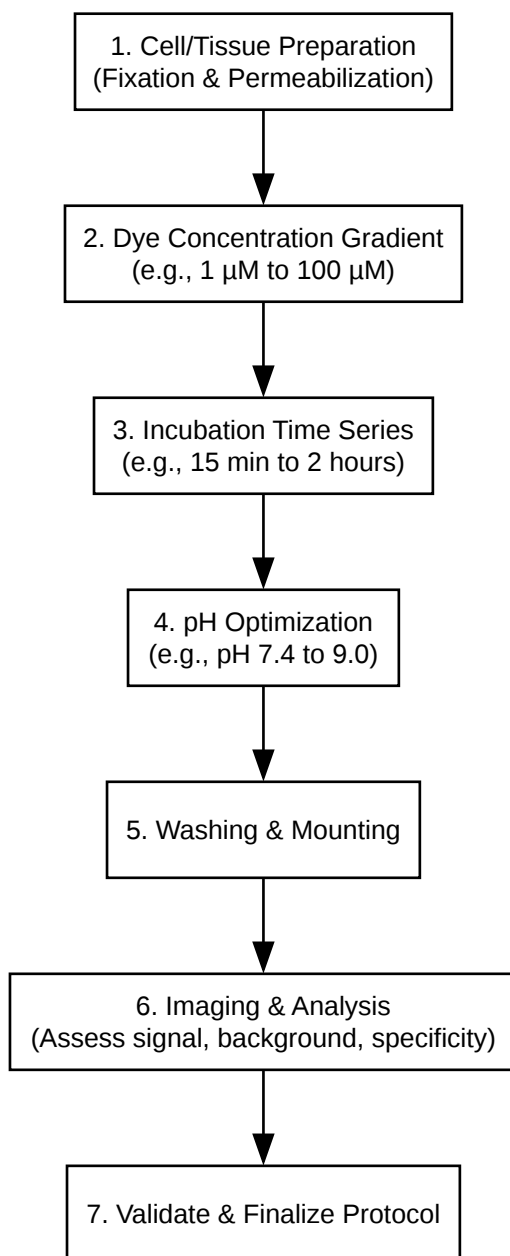 1. Cell/Tissue Preparation
(Fixation & Permeabilization)
2. Dye Concentration Gradient
(e.g., 1 µM to 100 µM)
3. Incubation Time Series
(e.g., 15 min to 2 hours)
4. pH Optimization
(e.g., pH 7.4 to 9.0)
5. Washing & Mounting
6. Imaging & Analysis
(Assess signal, background, specificity)
7. Validate & Finalize Protocol